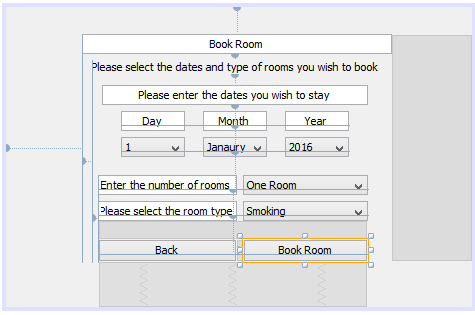 Book Room
Please select the dates and type of rooms you wish to book
Please enter the dates you wish to stay
Day Month Year
1 Janaury 2016
Enter the number of rooms One Room
Please select the room type Smoking
Back Book Room